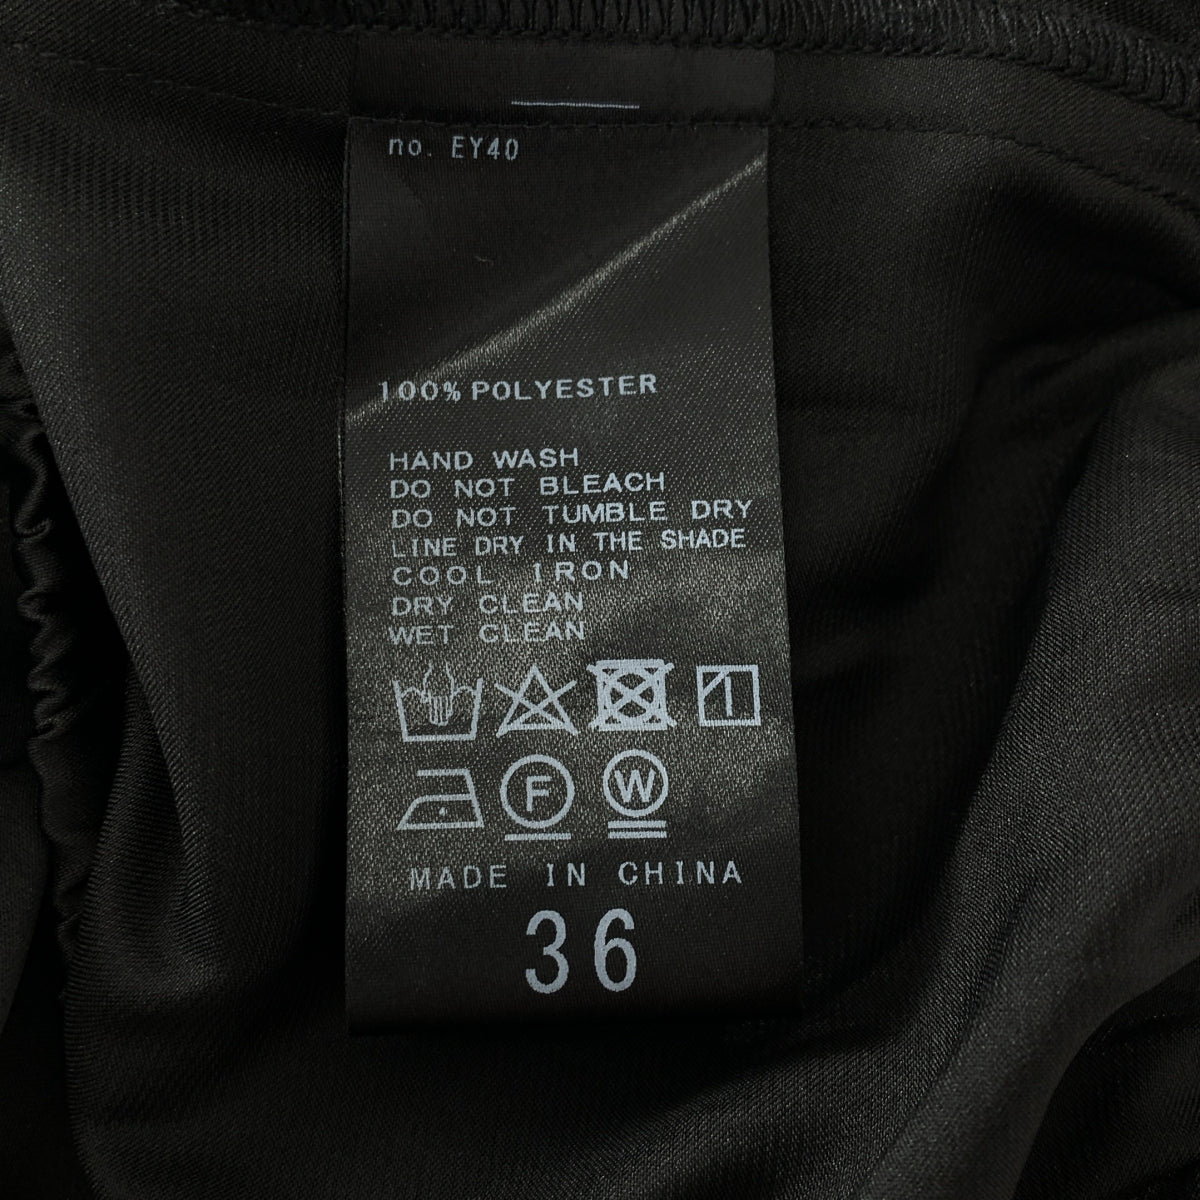 no. EY40
100% POLYESTER
HAND WASH
DO NOT BLEACH
DO NOT TUMBLE DRY
LINE DRY IN THE SHADE
COOL IRON
DRY CLEAN
WET CLEAN
F W
MADE IN CHINA
36